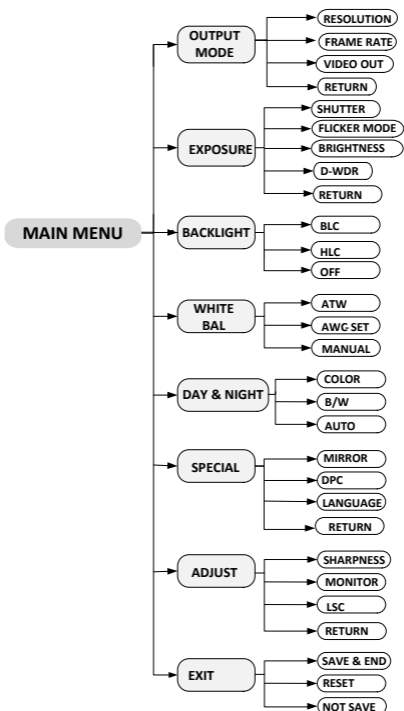 MAIN MENU
OUTPUT
MODE
RESOLUTION
FRAME RATE
VIDEO OUT
RETURN
EXPOSURE
SHUTTER
FLICKER MODE
BRIGHTNESS
D-WDR
RETURN
BACKLIGHT
BLC
HLC
OFF
WHITE
BAL
ATW
AWC SET
MANUAL
DAY & NIGHT
COLOR
B/W
AUTO
SPECIAL
MIRROR
DPC
LANGUAGE
RETURN
ADJUST
SHARPNESS
MONITOR
LSC
RETURN
EXIT
SAVE & END
RESET
NOT SAVE